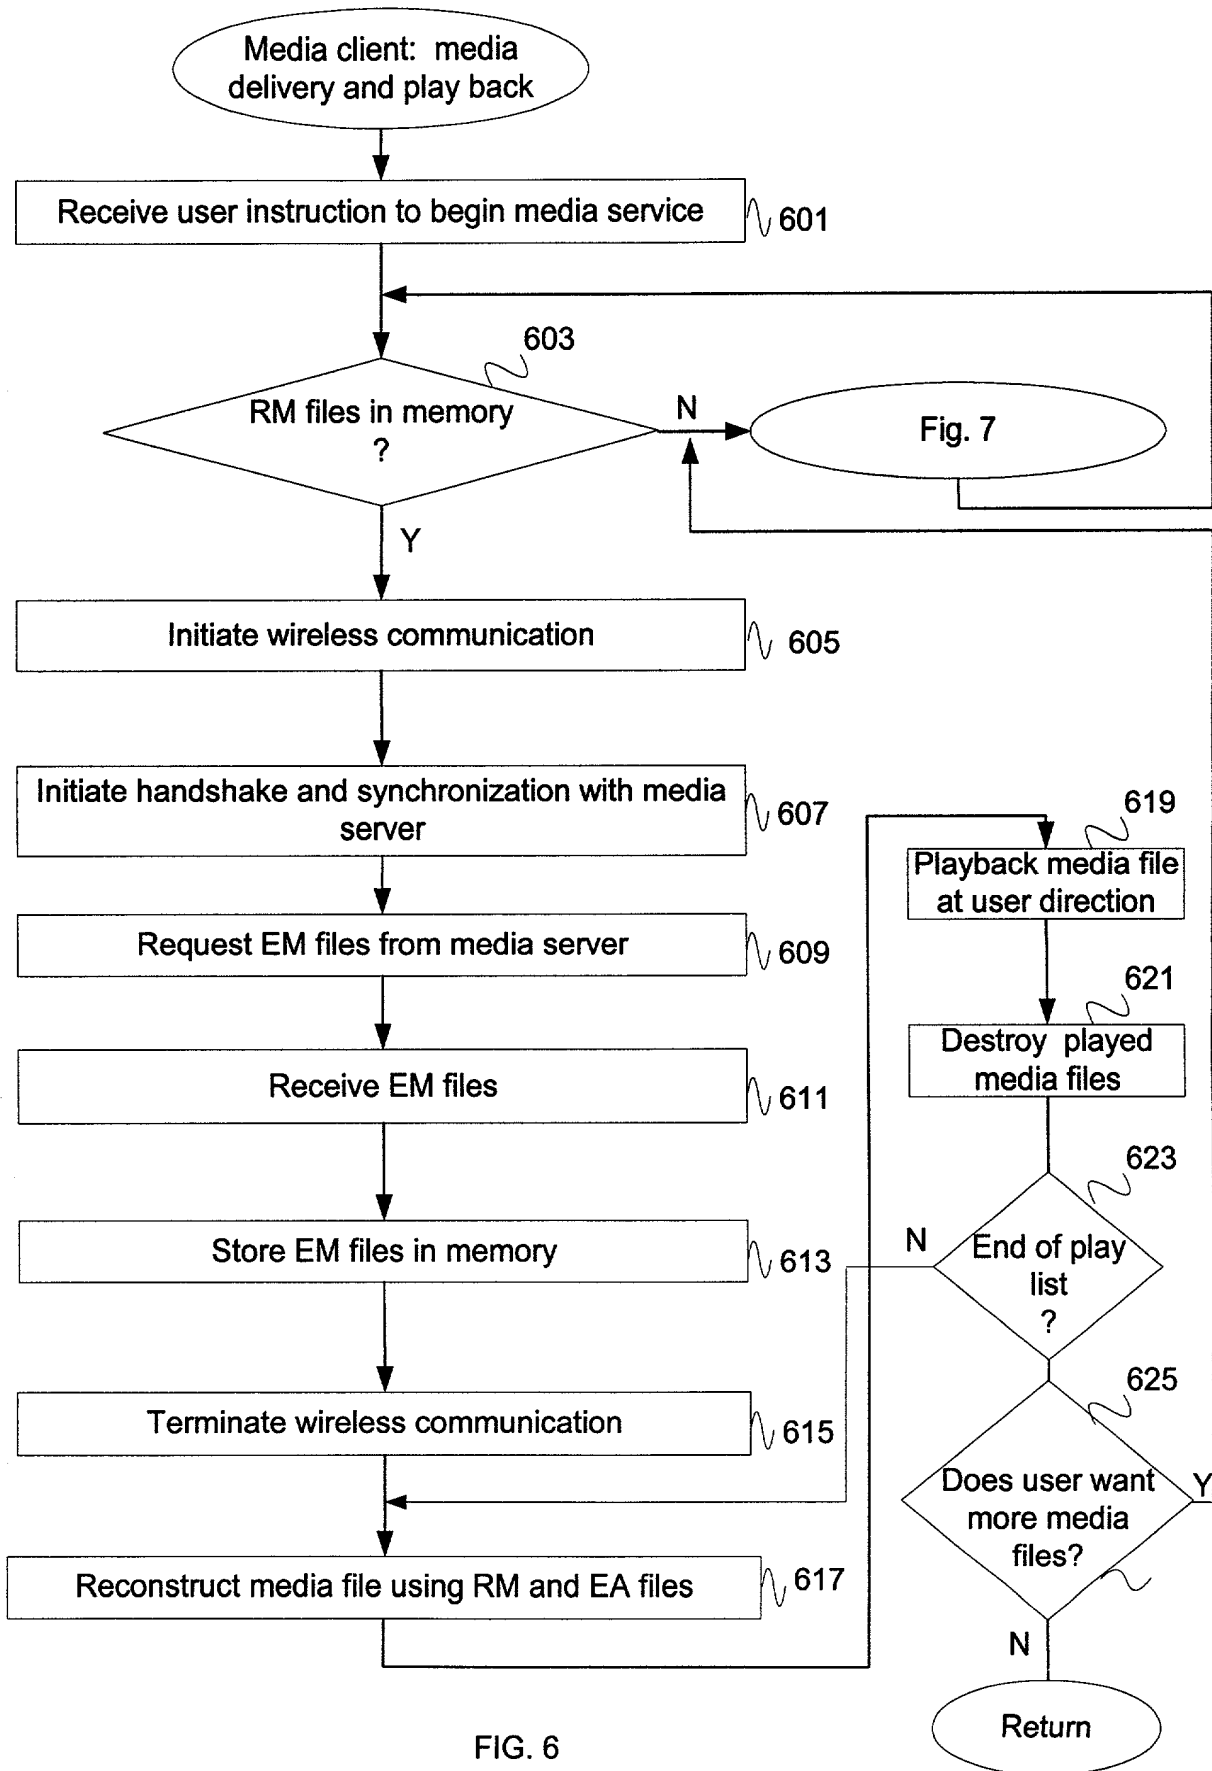 Media client: media
delivery and play back
Receive user instruction to begin media service
601
603
RM files in memory
?
N
Fig. 7
Y
Initiate wireless communication
605
Initiate handshake and synchronization with media
server
607
Request EM files from media server
609
Receive EM files
611
Store EM files in memory
613
Terminate wireless communication
615
Reconstruct media file using RM and EA files
617
619
Playback media file
at user direction
621
Destroy played
media files
623
N
End of play
list
?
625
Does user want
more media
files?
Y
N
Return
FIG. 6